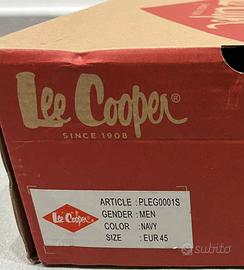 Lee Cooper®
SINCE 1908
Lee Cooper
ARTICLE : PLEG0001S
GENDER : MEN
COLOR : NAVY
SIZE : EUR 45
subito